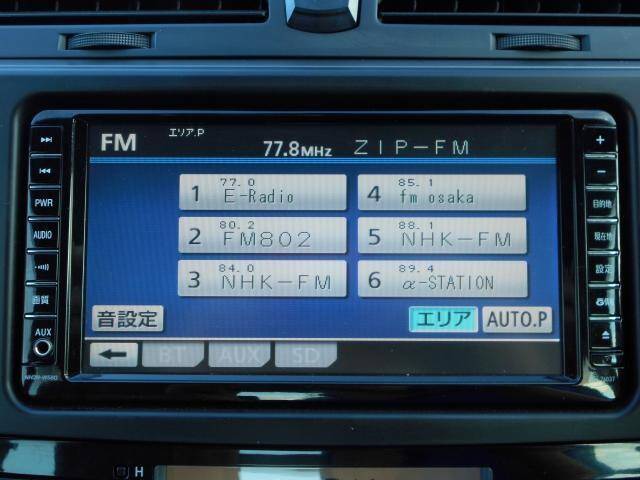 FM エリア.P 77.8MHz ZIP-FM
1 77.0 E-Radio
4 85.1 fm osaka
2 80.2 FM802
5 88.1 NHK-FM
3 84.0 NHK-FM
6 89.4 α-STATION
音設定 エリア AUTO.P
BT AUX SD
PWR
AUDIO
画質
AUX
+
-
目的地
現在地
設定
H